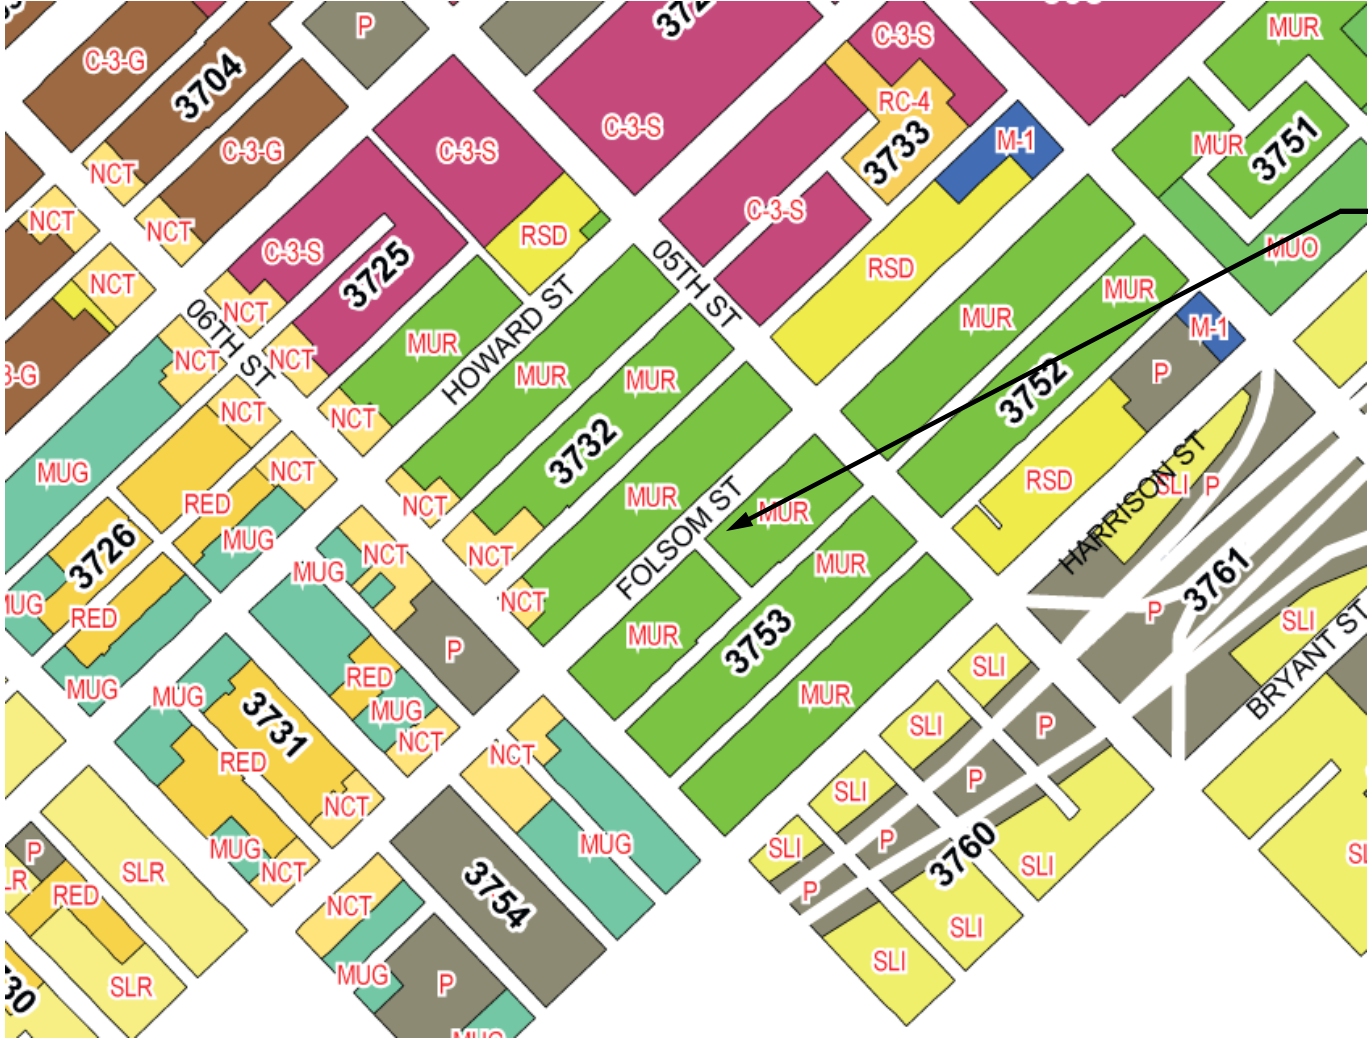 P
MUR
C-3-S
C-3-G
3704
RC-4
M-1
MUR
3751
C-3-G
C-3-S
C-3-S
3733
NCT
NCT
NCT
C-3-S
RSD
C-3-S
3725
05TH ST
RSD
MUO
NCT
NCT
06TH ST
HOWARD ST
MUR
MUR
MUR
M-1
NCT
NCT
MUR
MUR
3752
P
NCT
NCT
3732
MUG
NCT
RED
NCT
MUR
FOLSOM ST
MUR
RSD
HARRISON ST
SLI
P
3726
MUG
NCT
NCT
MUG
MUR
3761
RED
NCT
MUR
P
SLI
BRYANT ST
P
3753
MUG
MUG
RED
MUR
SLI
MUG
3731
NCT
NCT
SLI
P
RED
P
NCT
SLI
P
MUG
MUG
SLI
3760
P
NCT
SLI
P
SLR
RED
NCT
3754
P
SLI
SLI
SLR
MUG
P